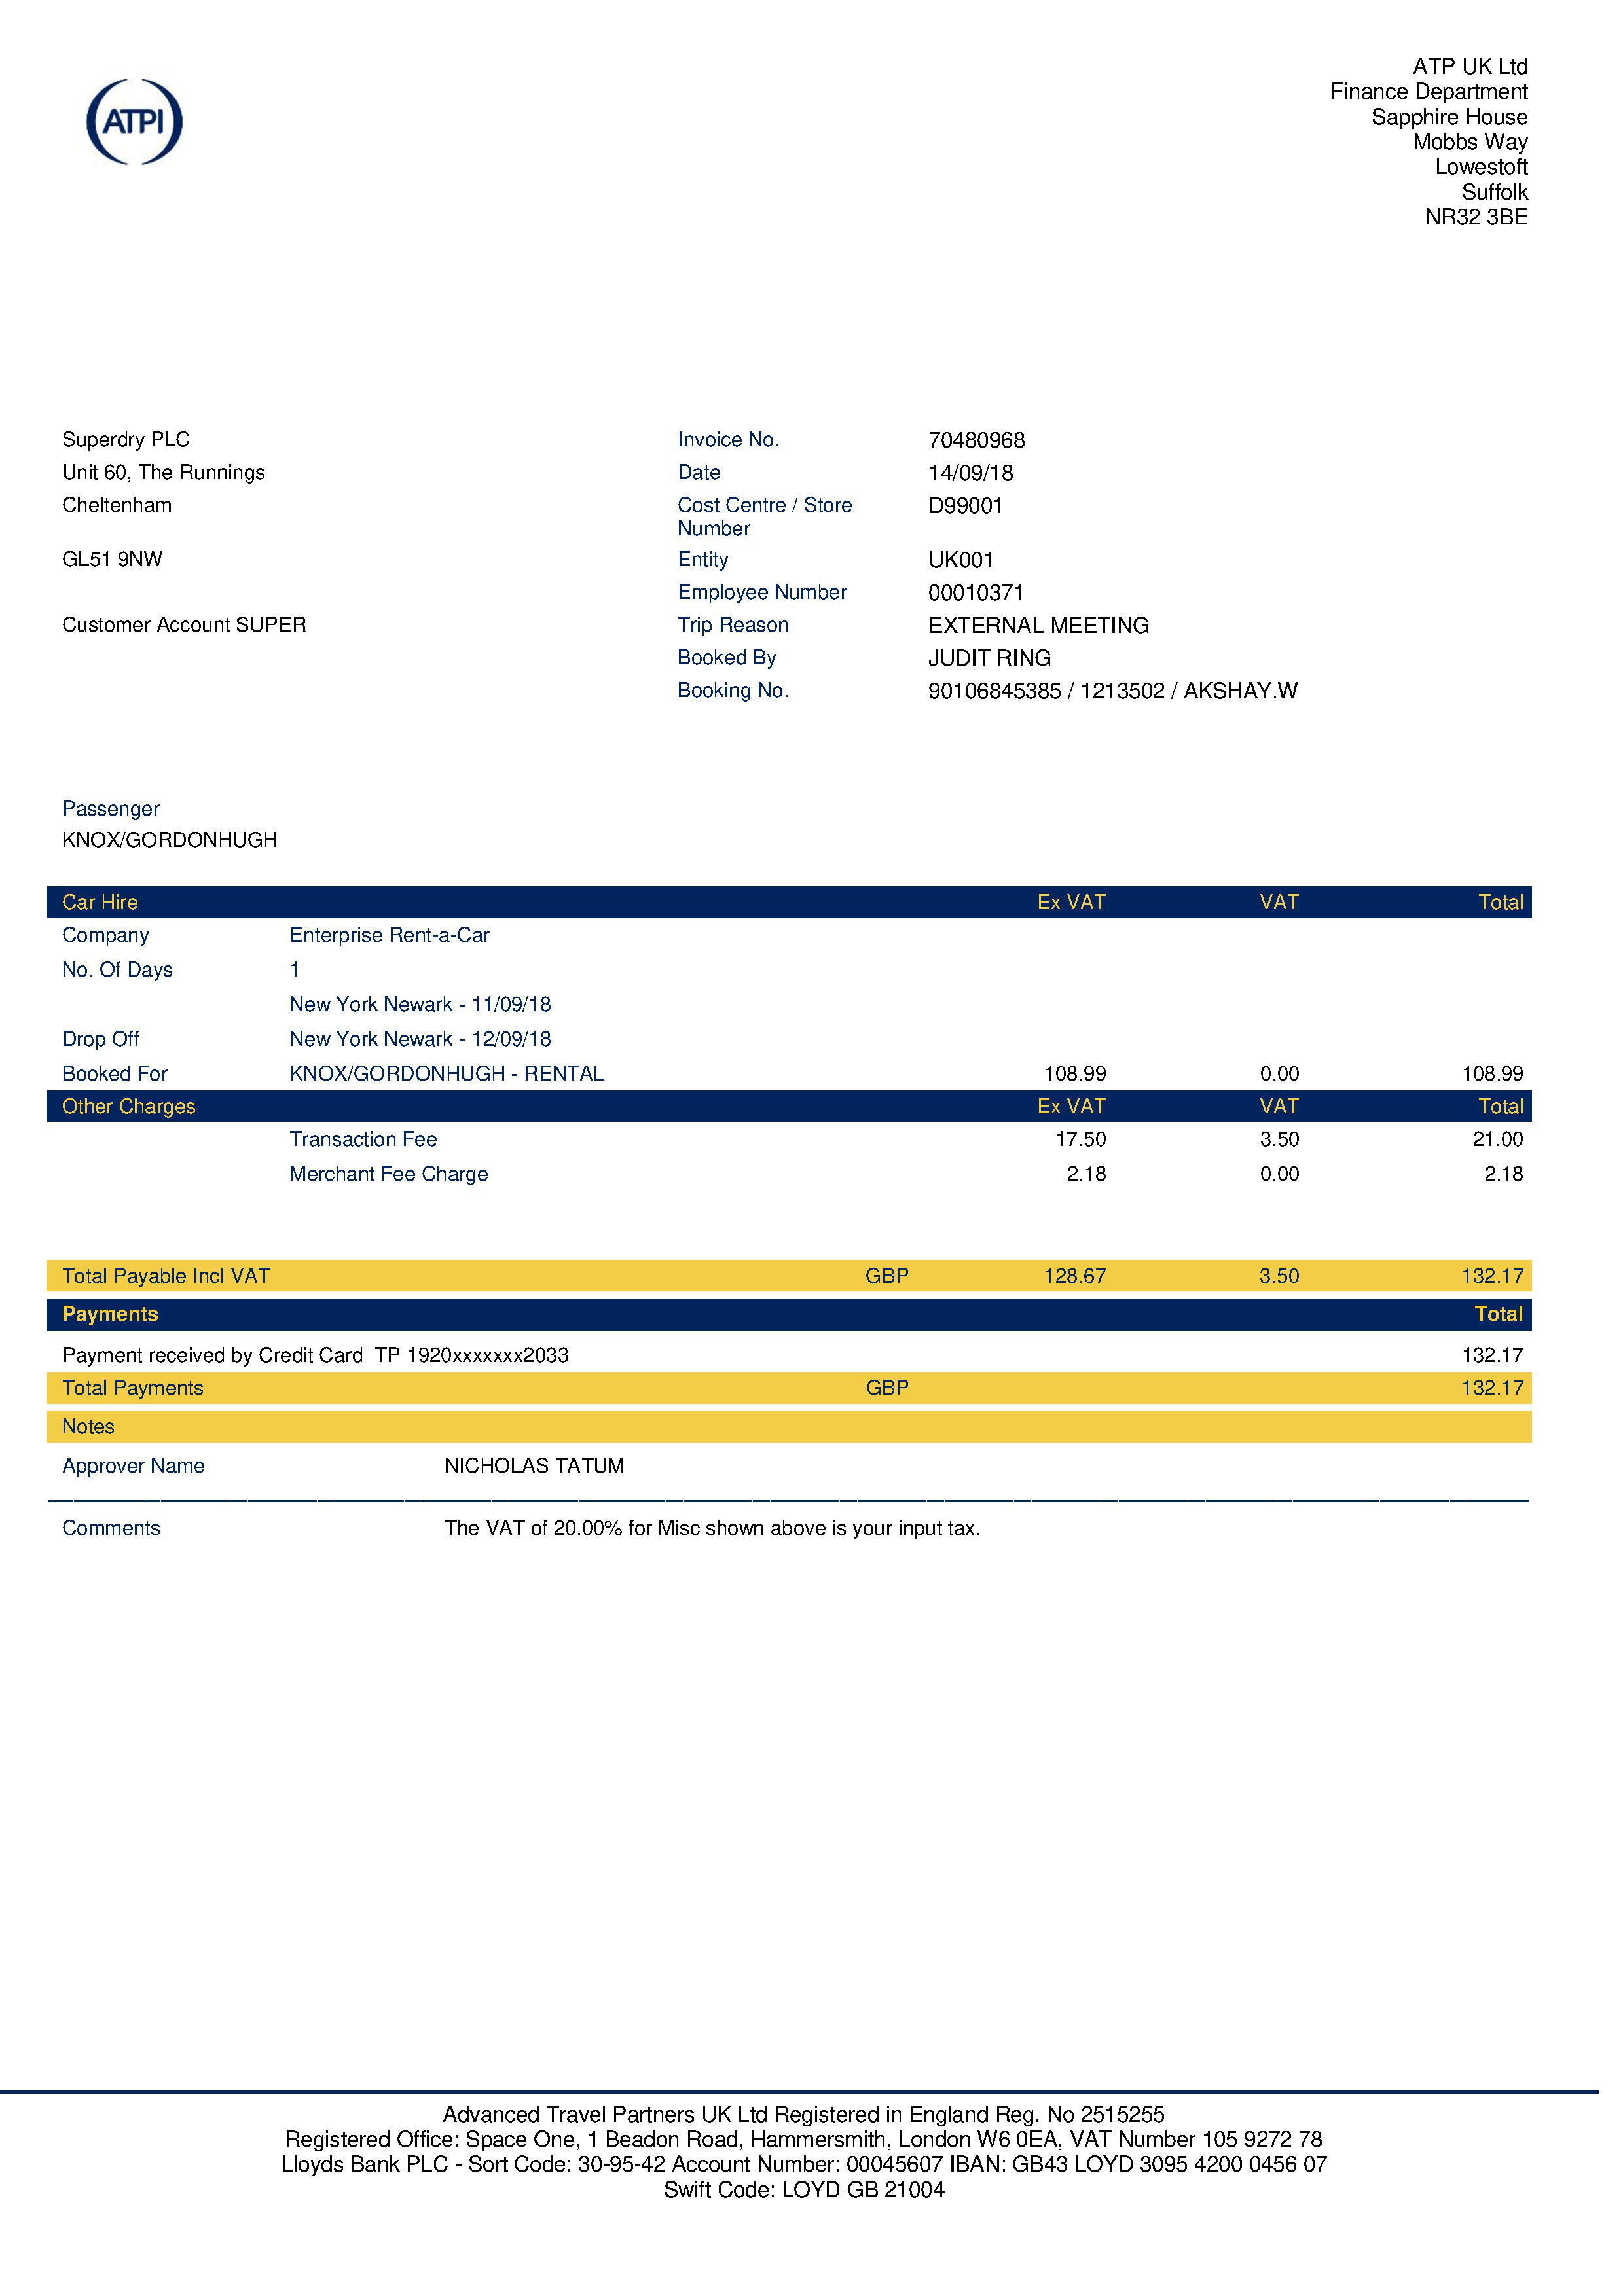 ATPI
ATP UK Ltd
Finance Department
Sapphire House
Mobbs Way
Lowestoft
Suffolk
NR32 3BE
Superdry PLC
Unit 60, The Runnings
Cheltenham
GL51 9NW
Customer Account SUPER
Invoice No. 70480968
Date 14/09/18
Cost Centre / Store Number D99001
Entity UK001
Employee Number 00010371
Trip Reason EXTERNAL MEETING
Booked By JUDIT RING
Booking No. 90106845385 / 1213502 / AKSHAY.W
Passenger
KNOX/GORDONHUGH
Car Hire Ex VAT VAT Total
Company Enterprise Rent-a-Car
No. Of Days 1
New York Newark - 11/09/18
Drop Off New York Newark - 12/09/18
Booked For KNOX/GORDONHUGH - RENTAL 108.99 0.00 108.99
Other Charges Ex VAT VAT Total
Transaction Fee 17.50 3.50 21.00
Merchant Fee Charge 2.18 0.00 2.18
Total Payable Incl VAT GBP 128.67 3.50 132.17
Payments Total
Payment received by Credit Card TP 1920xxxxxxx2033 132.17
Total Payments GBP 132.17
Notes
Approver Name NICHOLAS TATUM
Comments The VAT of 20.00% for Misc shown above is your input tax.
Advanced Travel Partners UK Ltd Registered in England Reg. No 2515255
Registered Office: Space One, 1 Beadon Road, Hammersmith, London W6 0EA, VAT Number 105 9272 78
Lloyds Bank PLC - Sort Code: 30-95-42 Account Number: 00045607 IBAN: GB43 LOYD 3095 4200 0456 07
Swift Code: LOYD GB 21004